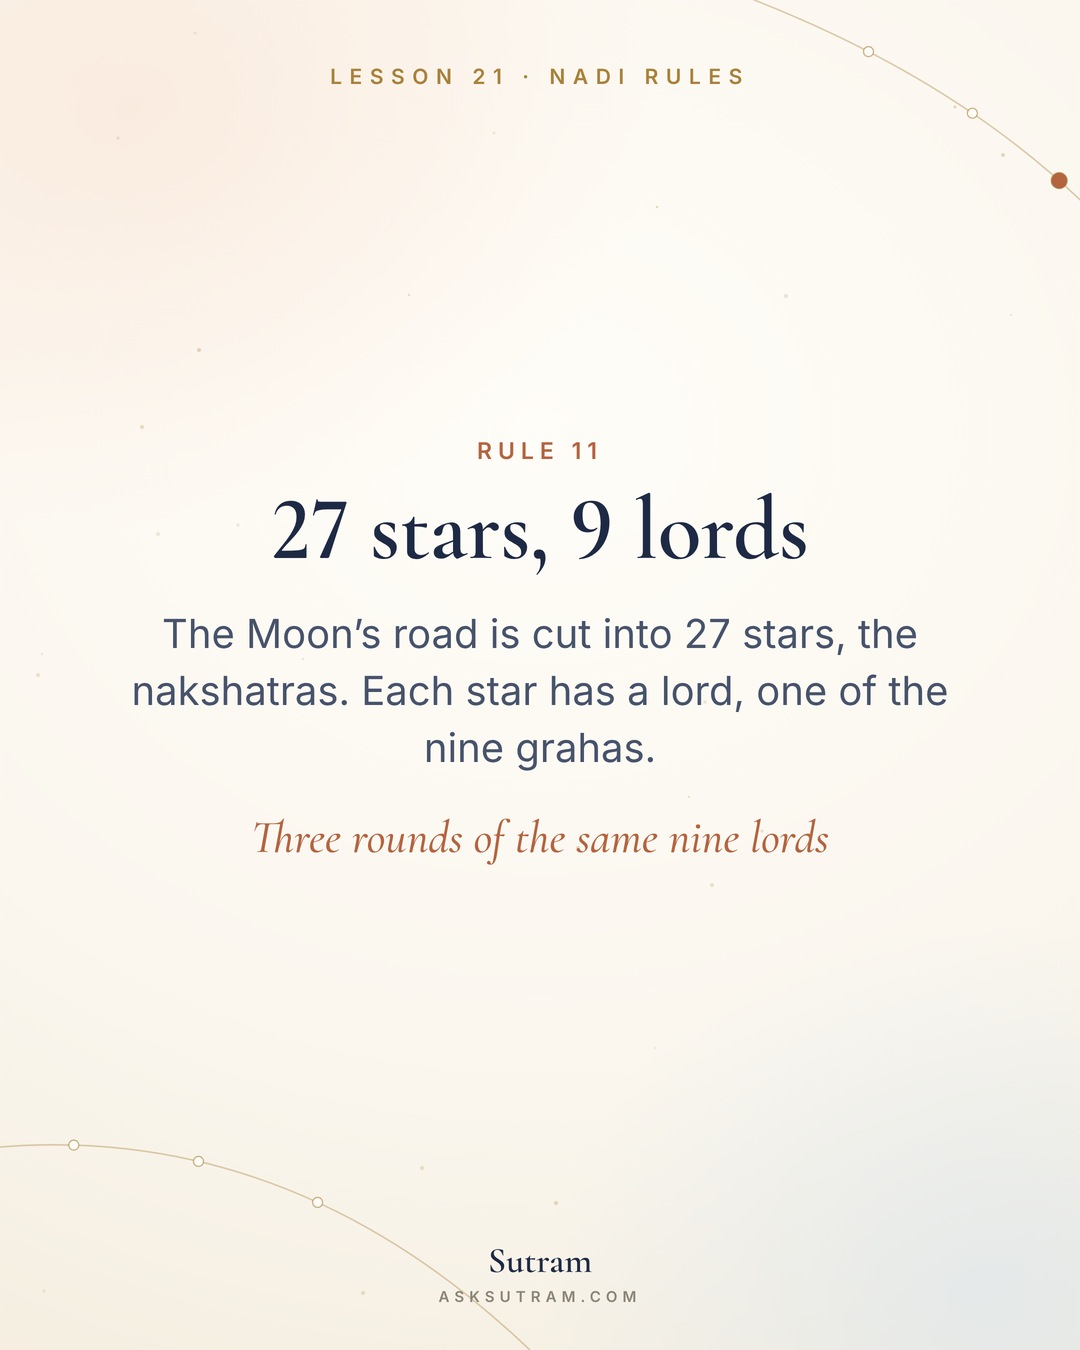 LESSON 21 · NADI RULES
RULE 11
27 stars, 9 lords
The Moon’s road is cut into 27 stars, the
nakshatras. Each star has a lord, one of the
nine grahas.
Three rounds of the same nine lords
Sutram
ASKSUTRAM.COM